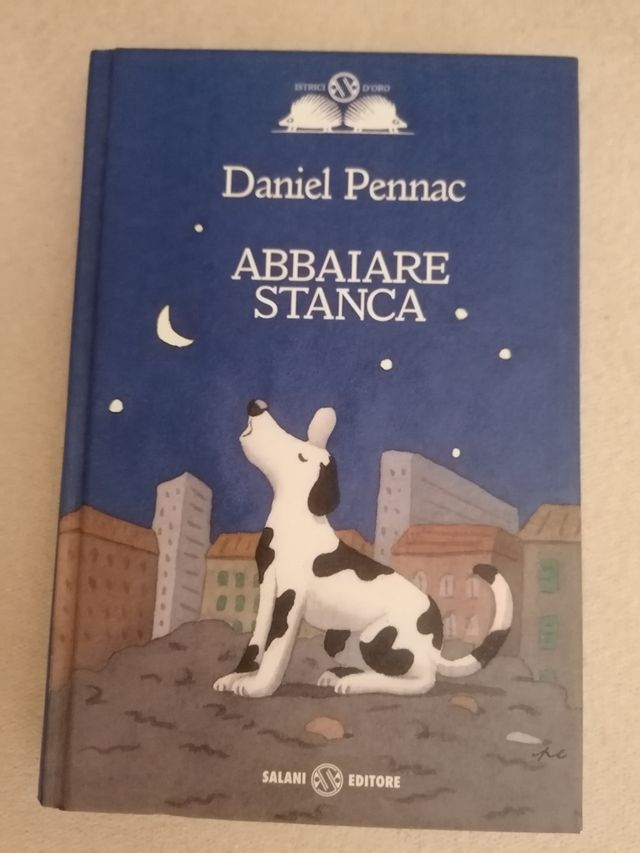 ISTRICI D'ORO
Daniel Pennac
ABBAIARE
STANCA
SALANI EDITORE